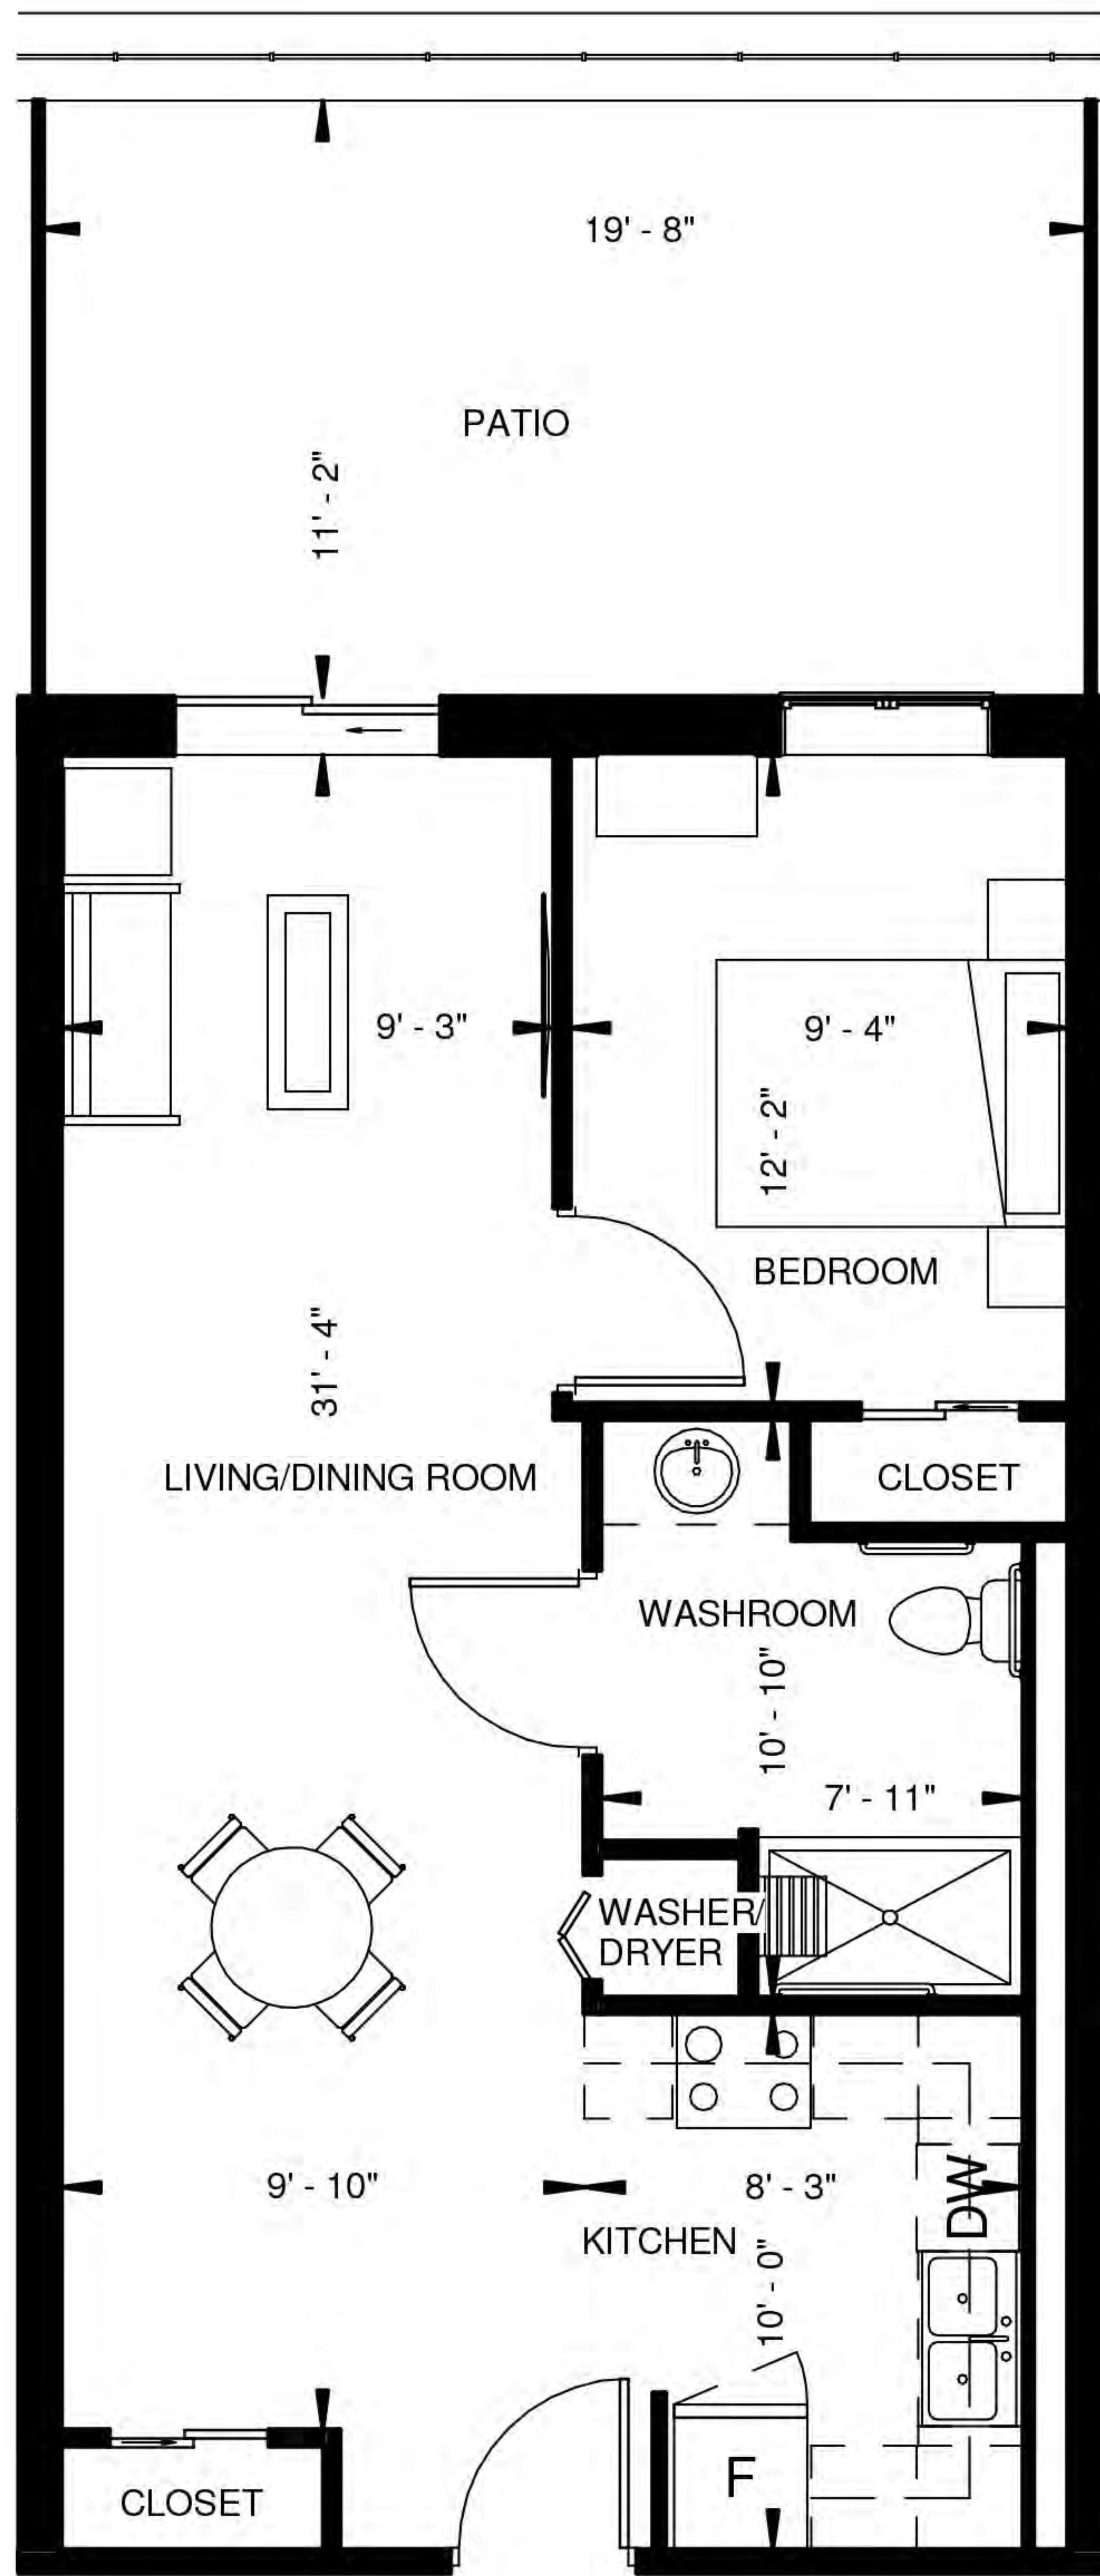 19' - 8"
PATIO
11' - 2"
9' - 3"
9' - 4"
12' - 2"
BEDROOM
31' - 4"
LIVING/DINING ROOM
CLOSET
WASHROOM
10' - 10"
7' - 11"
WASHER/
DRYER
9' - 10"
8' - 3"
DW
KITCHEN
10' - 0"
F
CLOSET